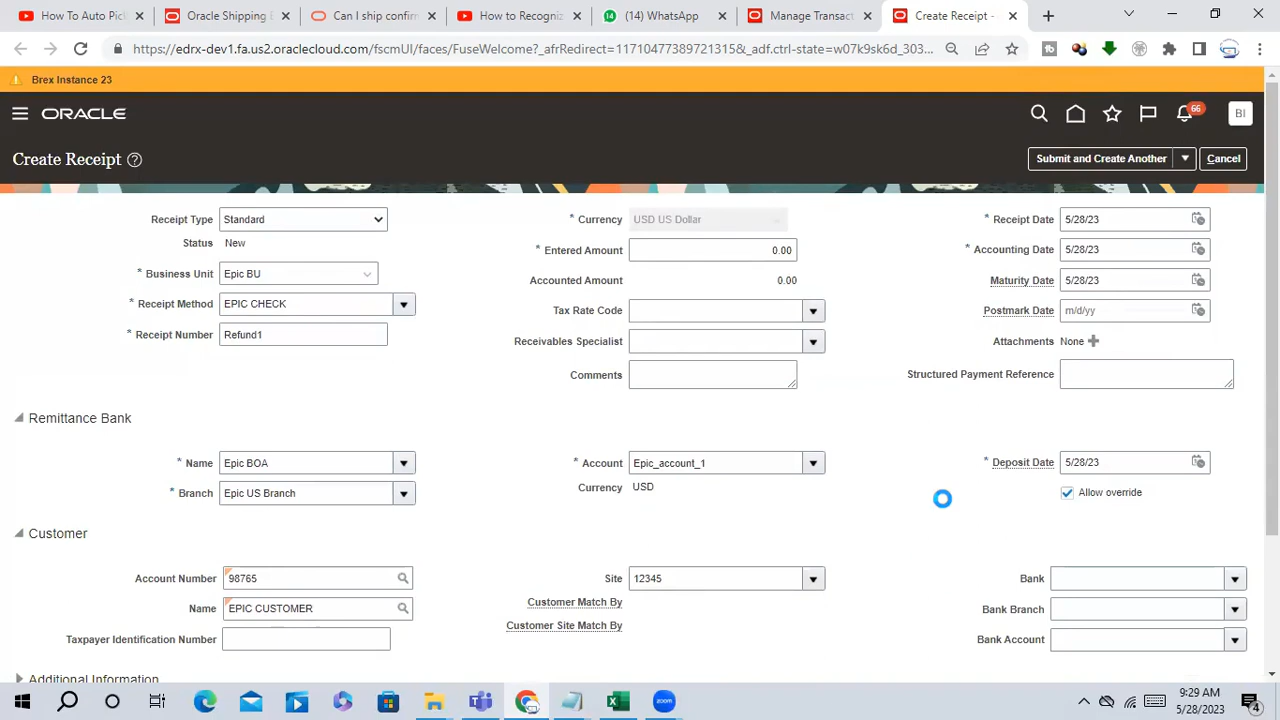 How To Auto Pick
Oracle Shipping E
Can I ship confirm
How to Recogniz
(1) WhatsApp
Manage Transact
Create Receipt -
https://edrx-dev1.fa.us2.oraclecloud.com/fscmUI/faces/FuseWelcome?_afrRedirect=11710477389721315&_adf.ctrl-state=w07k9sk6d_303...
Brex Instance 23
ORACLE
66
BI
Create Receipt
Submit and Create Another
Cancel
Receipt Type Standard * Currency USD US Dollar * Receipt Date 5/28/23
Status New * Entered Amount 0.00 * Accounting Date 5/28/23
* Business Unit Epic BU Accounted Amount 0.00 Maturity Date 5/28/23
* Receipt Method EPIC CHECK Tax Rate Code Postmark Date m/d/yy
* Receipt Number Refund1 Receivables Specialist Attachments None
Comments Structured Payment Reference
Remittance Bank
* Name Epic BOA * Account Epic_account_1 * Deposit Date 5/28/23
* Branch Epic US Branch Currency USD Allow override
Customer
Account Number 98765 Site 12345 Bank
Name EPIC CUSTOMER Customer Match By Bank Branch
Taxpayer Identification Number Customer Site Match By Bank Account
Additional Information
zoom
9:29 AM
5/28/2023
4